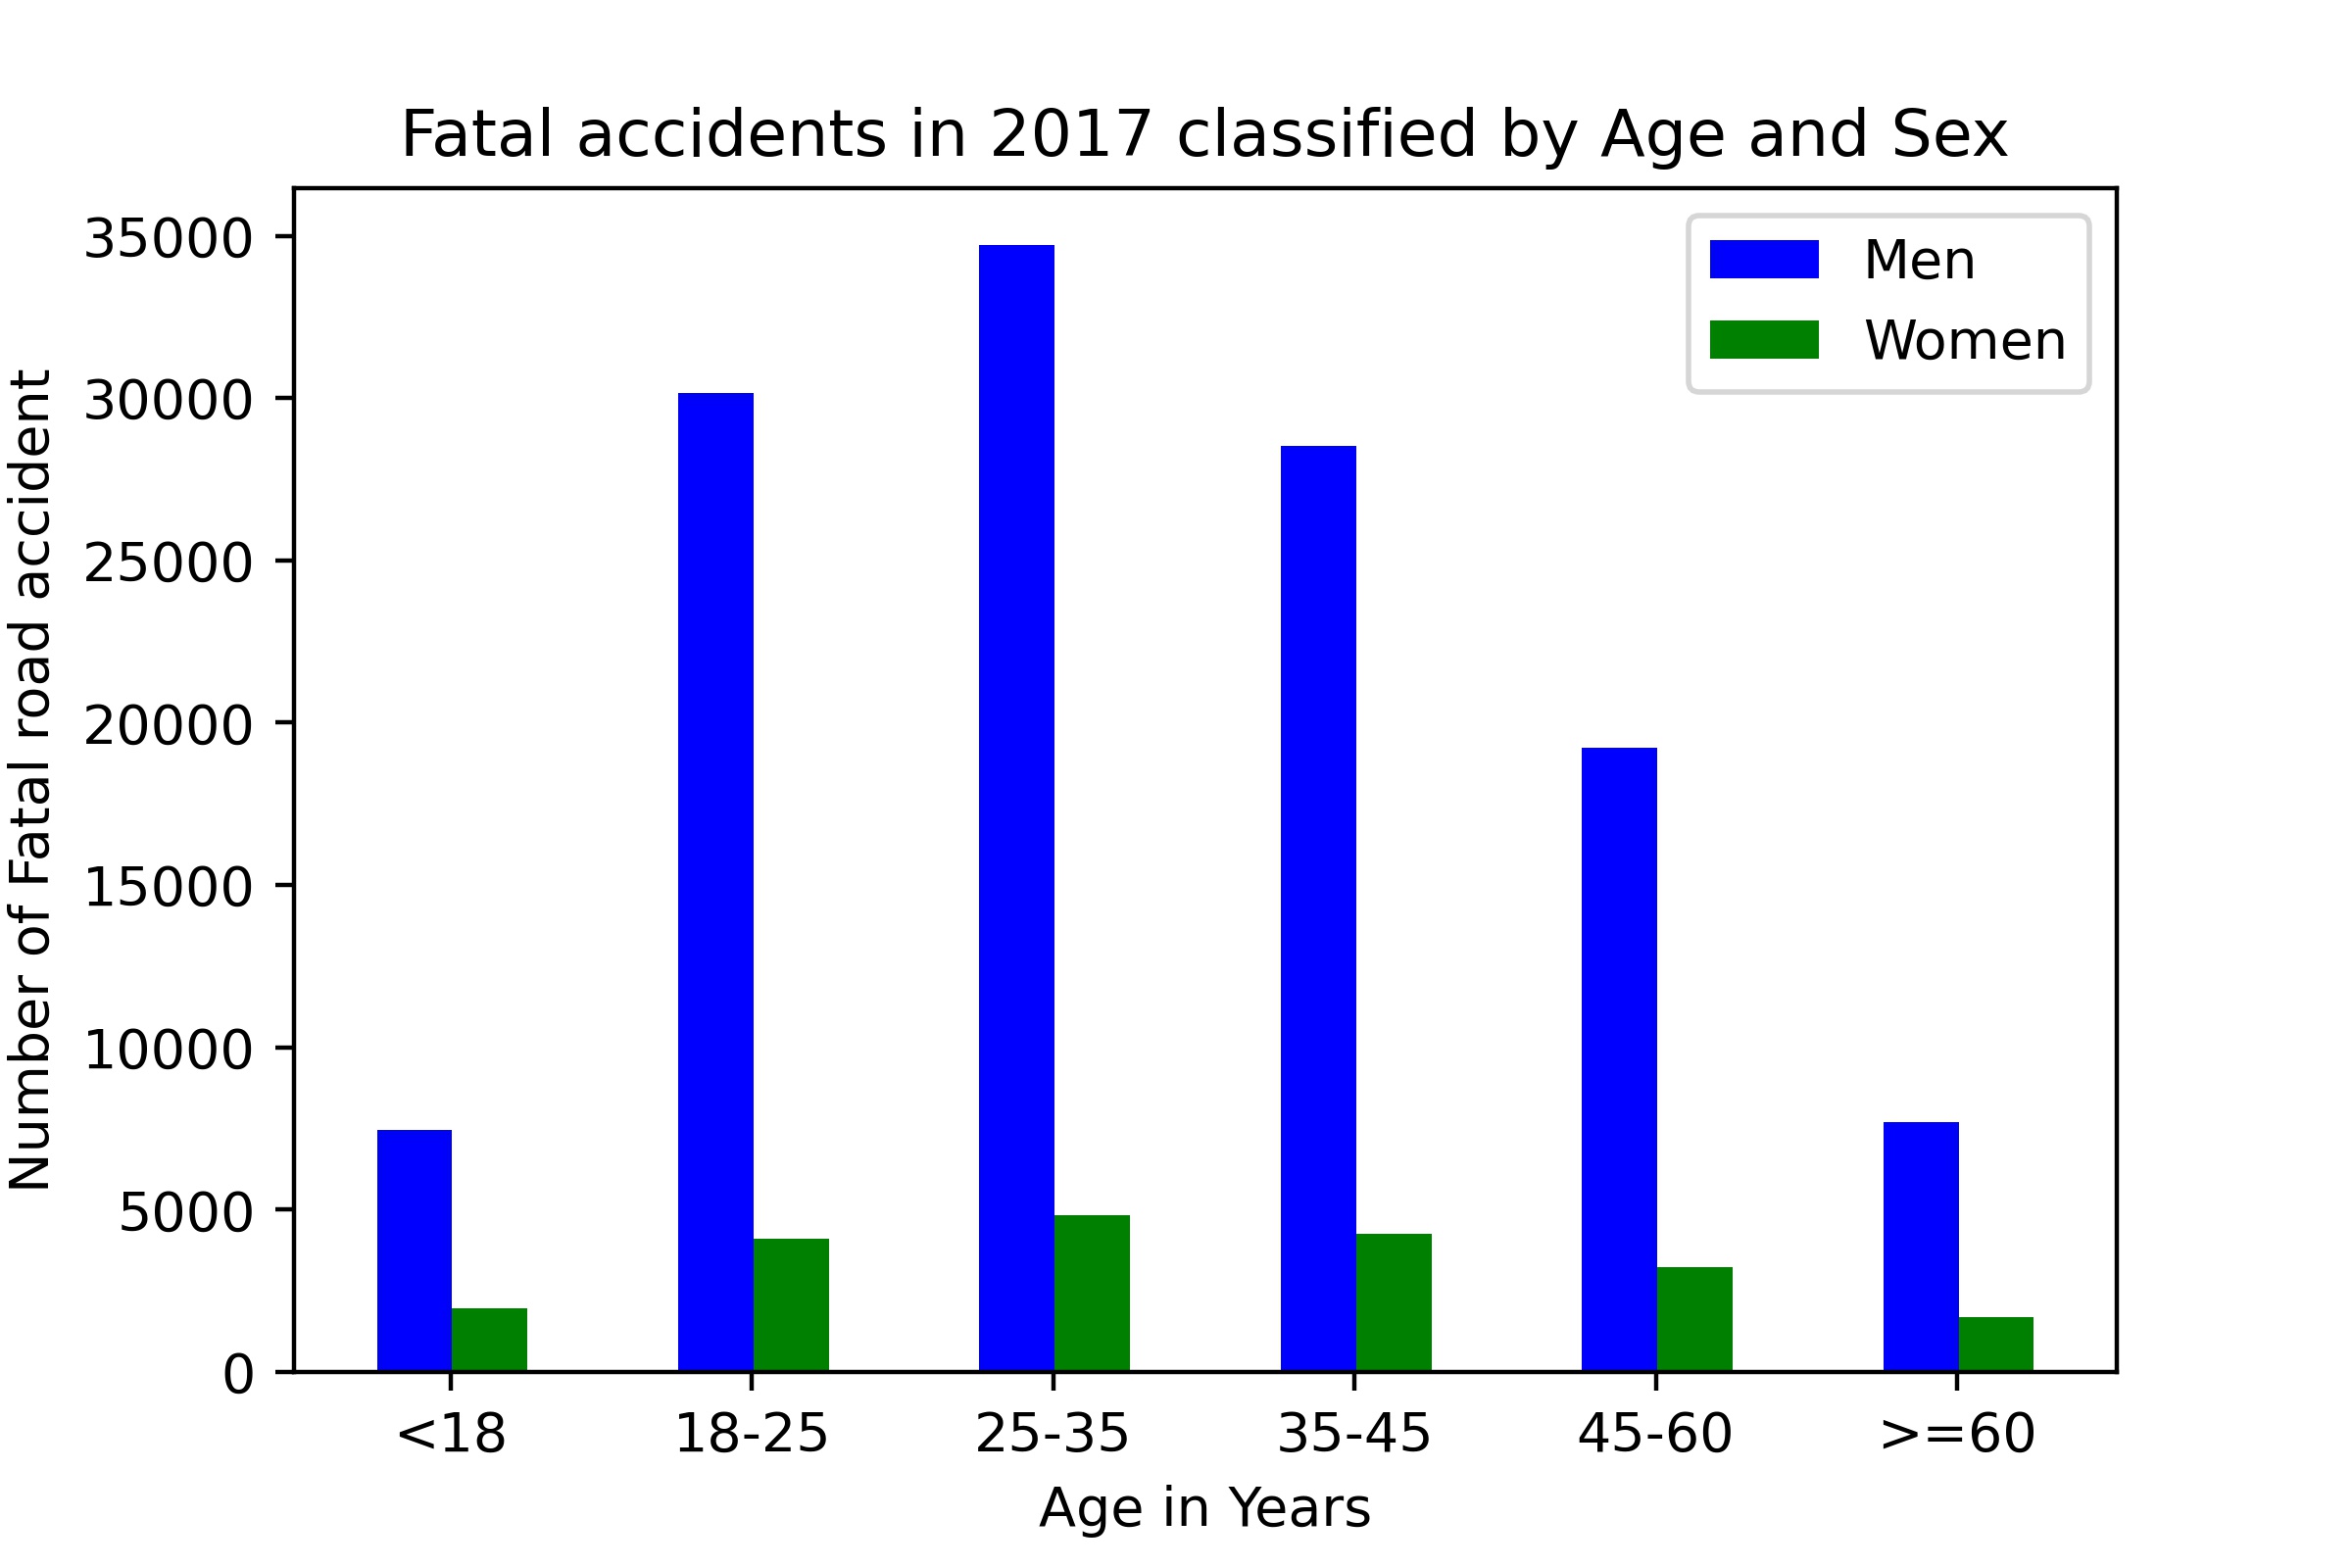 Fatal accidents in 2017 classified by Age and Sex
Men
Women
Number of Fatal road accident
35000
30000
25000
20000
15000
10000
5000
0
<18 18-25 25-35 35-45 45-60 >=60
Age in Years